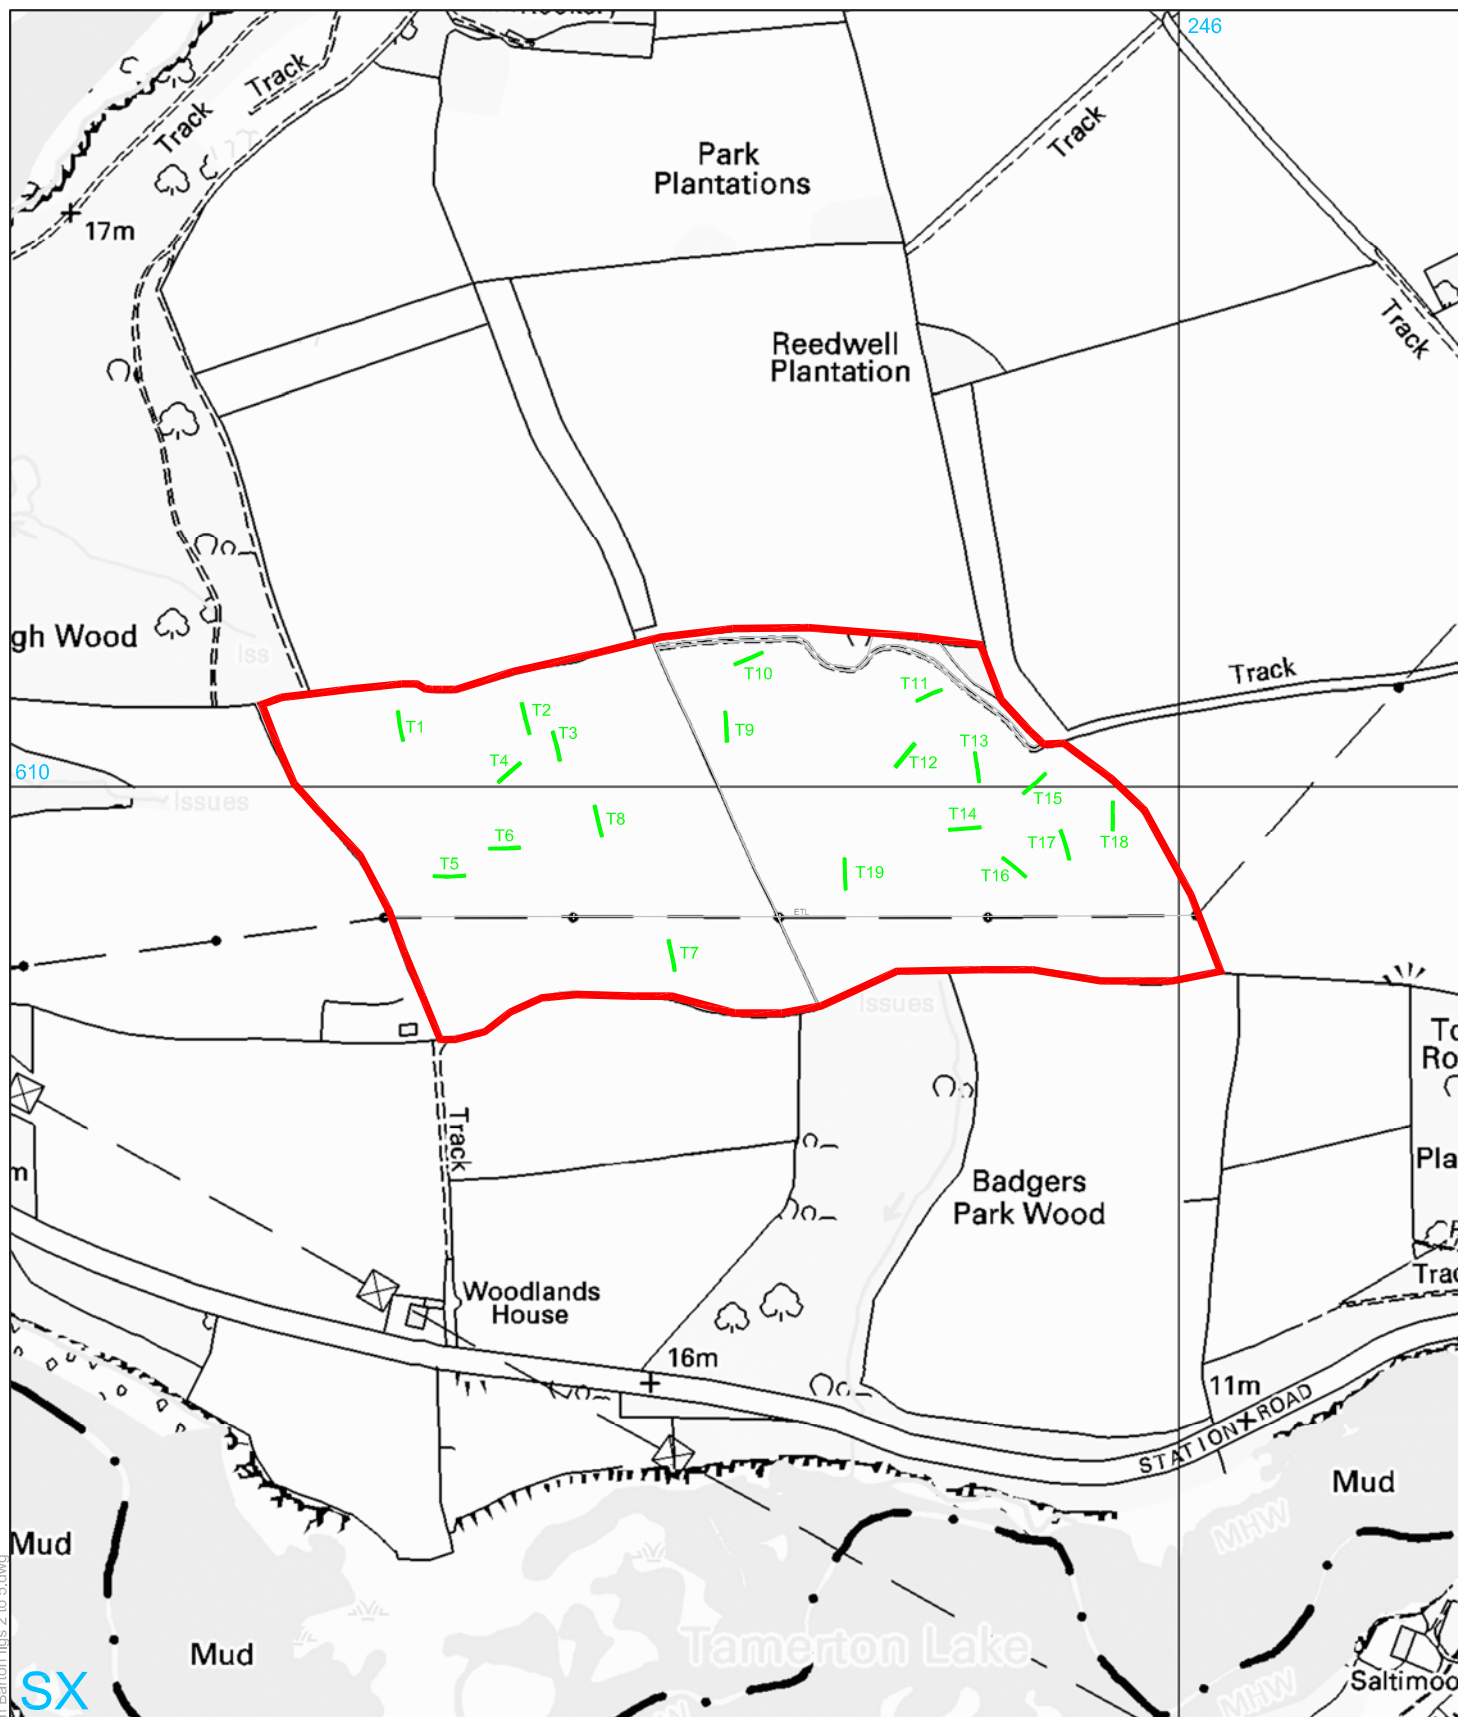 246
Track
Track
Track
Park
Plantations
17m
Track
Reedwell
Plantation
gh Wood
Iss
Track
T10
T11
T1
T2
T3
T9
T4
T12
T13
610
Issues
T15
T8
T14
T6
T17
T18
T5
T19
T16
ETL
T7
Issues
To
Ro
Track
m
Pla
Badgers
Park Wood
Trac
Woodlands
House
16m
11m
STATION ROAD
Mud
MHW
Mud
Tamerton Lake
Mud
MHW
Saltimoo
SX